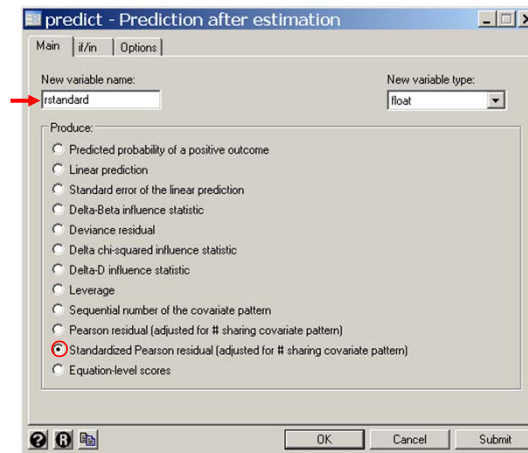 predict - Prediction after estimation
Main if/in Options
New variable name: New variable type:
rstandard float
Produce:
Predicted probability of a positive outcome
Linear prediction
Standard error of the linear prediction
Delta-Beta influence statistic
Deviance residual
Delta chi-squared influence statistic
Delta-D influence statistic
Leverage
Sequential number of the covariate pattern
Pearson residual (adjusted for # sharing covariate pattern)
Standardized Pearson residual (adjusted for # sharing covariate pattern)
Equation-level scores
? R OK Cancel Submit